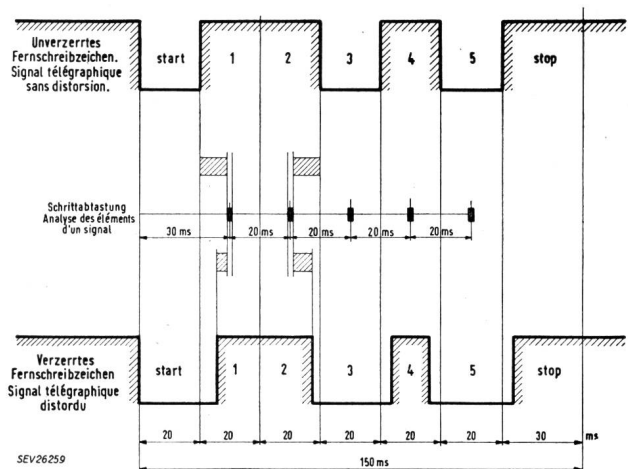 Unverzerrtes
Fernschreibzeichen.
Signal télégraphique
sans distorsion.
start 1 2 3 4 5 stop
Schrittabtastung
Analyse des éléments
d'un signal
30 ms 20 ms 20 ms 20 ms 20 ms
Verzerrtes
Fernschreibzeichen
Signal télégraphique
distordu
start 1 2 3 4 5 stop
20 20 20 20 20 20 30 ms
150 ms
SEV26259